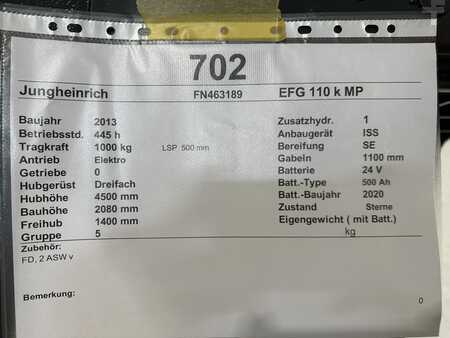 702
Jungheinrich FN463189 EFG 110 k MP
Baujahr 2013 Zusatzhydr. 1
Betriebsstd. 445 h Anbaugerät ISS
Tragkraft 1000 kg LSP 500 mm Bereifung SE
Antrieb Elektro Gabeln 1100 mm
Getriebe 0 Batterie 24 V
Hubgerüst Dreifach Batt.-Type 500 Ah
Hubhöhe 4500 mm Batt.-Baujahr 2020
Bauhöhe 2080 mm Zustand Sterne
Freihub 1400 mm Eigengewicht ( mit Batt.)
Gruppe 5 kg
Zubehör:
FD, 2 ASW v
Bemerkung: 0